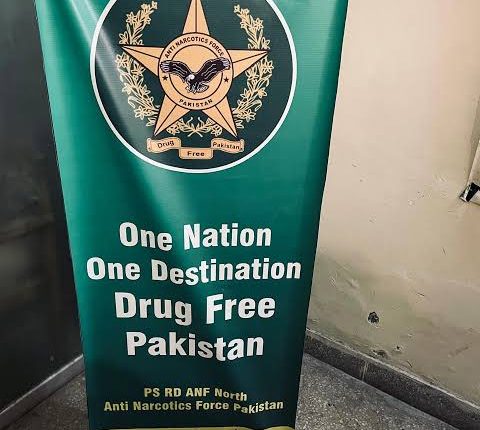 ANTI NARCOTICS FORCE
PAKISTAN
Drug Free Pakistan
One Nation
One Destination
Drug Free
Pakistan
PS RD ANF North
Anti Narcotics Force Pakistan